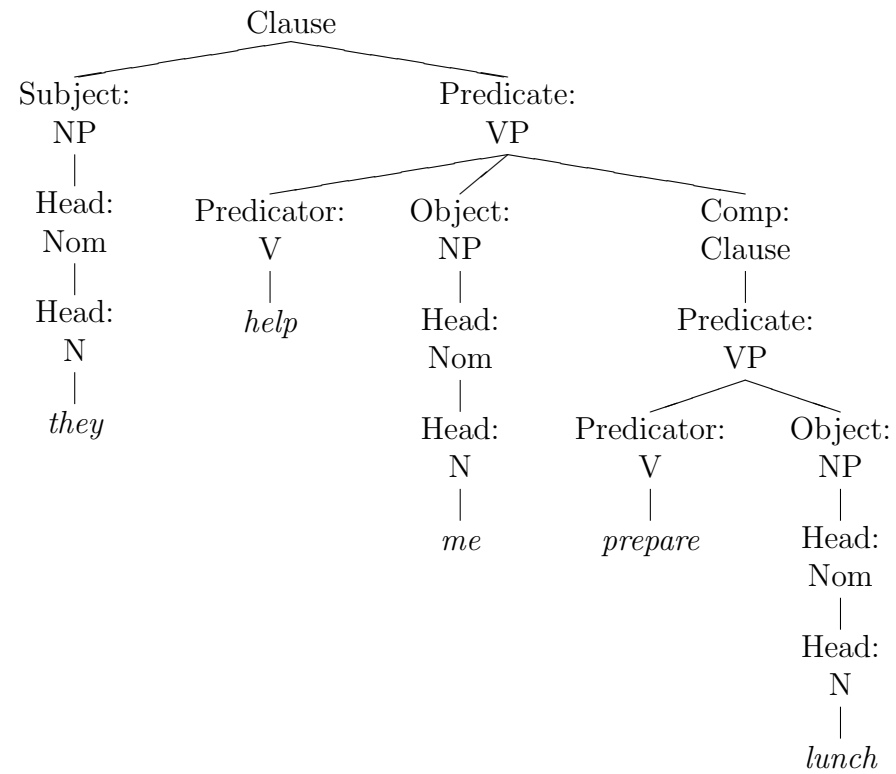 Clause
Subject: Predicate:
NP VP
Head: Predicator: Object: Comp:
Nom V NP Clause
Head: help Head: Predicate:
N Nom VP
they Head: Predicator: Object:
N V NP
me prepare Head:
Nom
Head:
N
lunch